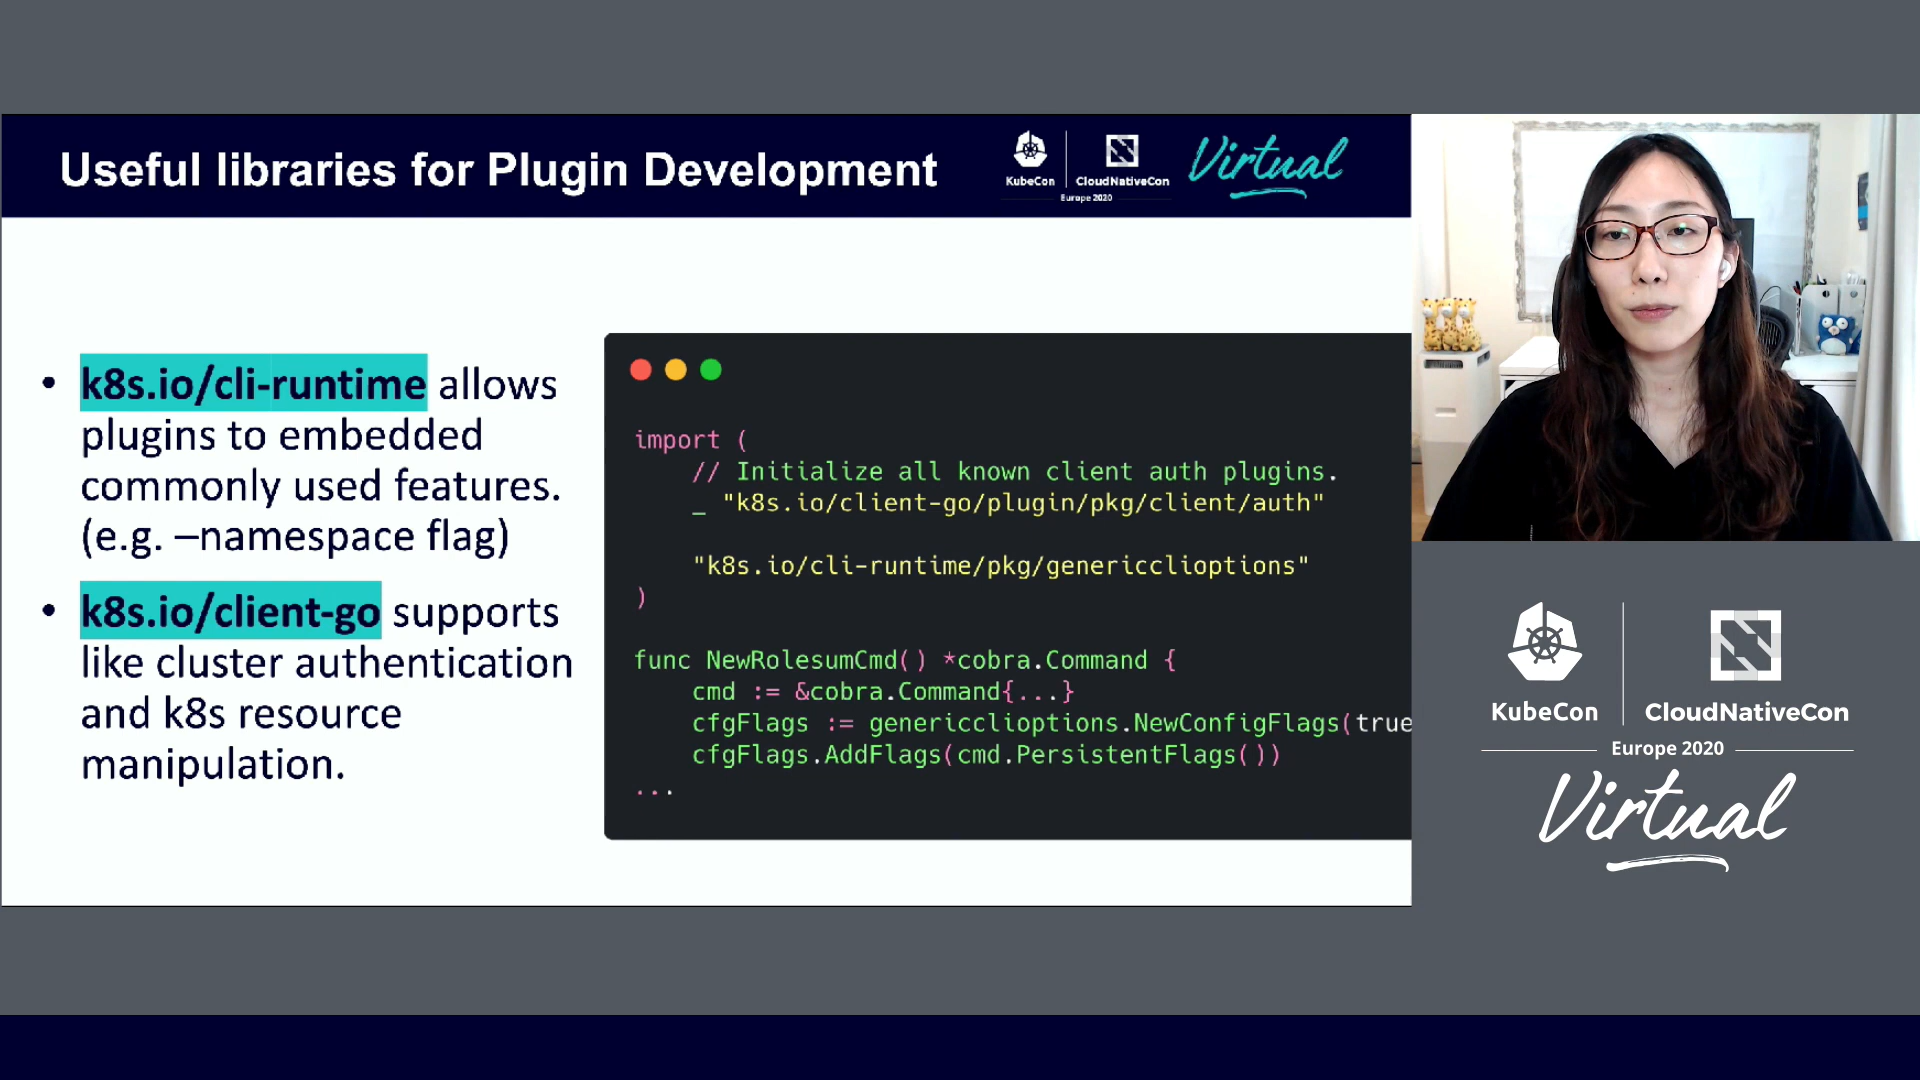 Useful libraries for Plugin Development
KubeCon
CloudNativeCon
Europe 2020
Virtual
• k8s.io/cli-runtime allows
plugins to embedded
commonly used features.
(e.g. –namespace flag)
• k8s.io/client-go supports
like cluster authentication
and k8s resource
manipulation.
import (
// Initialize all known client auth plugins.
_ "k8s.io/client-go/plugin/pkg/client/auth"
"k8s.io/cli-runtime/pkg/genericclioptions"
)
func NewRolesumCmd() *cobra.Command {
cmd := &cobra.Command{...}
cfgFlags := genericclioptions.NewConfigFlags(true
cfgFlags.AddFlags(cmd.PersistentFlags())
...
KubeCon
CloudNativeCon
Europe 2020
Virtual